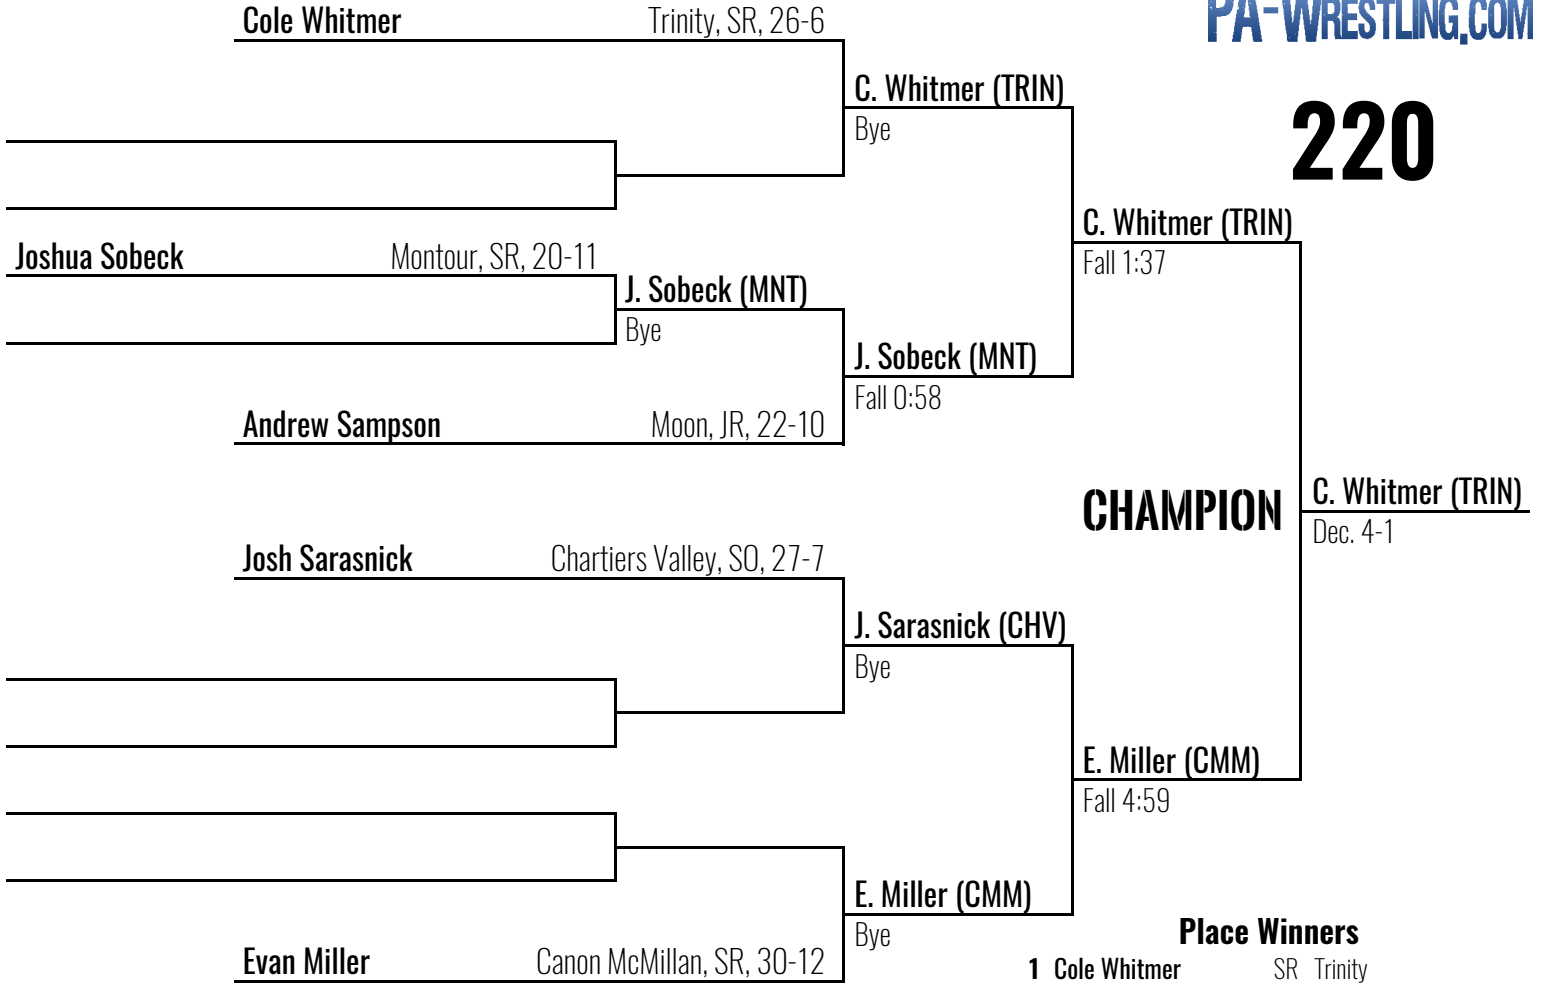 Cole Whitmer Trinity, SR, 26-6
PA-WRESTLING.COM
C. Whitmer (TRIN)
Bye
220
C. Whitmer (TRIN)
Fall 1:37
Joshua Sobeck Montour, SR, 20-11
J. Sobeck (MNT)
Bye
J. Sobeck (MNT)
Fall 0:58
Andrew Sampson Moon, JR, 22-10
CHAMPION
C. Whitmer (TRIN)
Dec. 4-1
Josh Sarasnick Chartiers Valley, SO, 27-7
J. Sarasnick (CHV)
Bye
E. Miller (CMM)
Fall 4:59
E. Miller (CMM)
Bye
Evan Miller Canon McMillan, SR, 30-12
Place Winners
1 Cole Whitmer SR Trinity